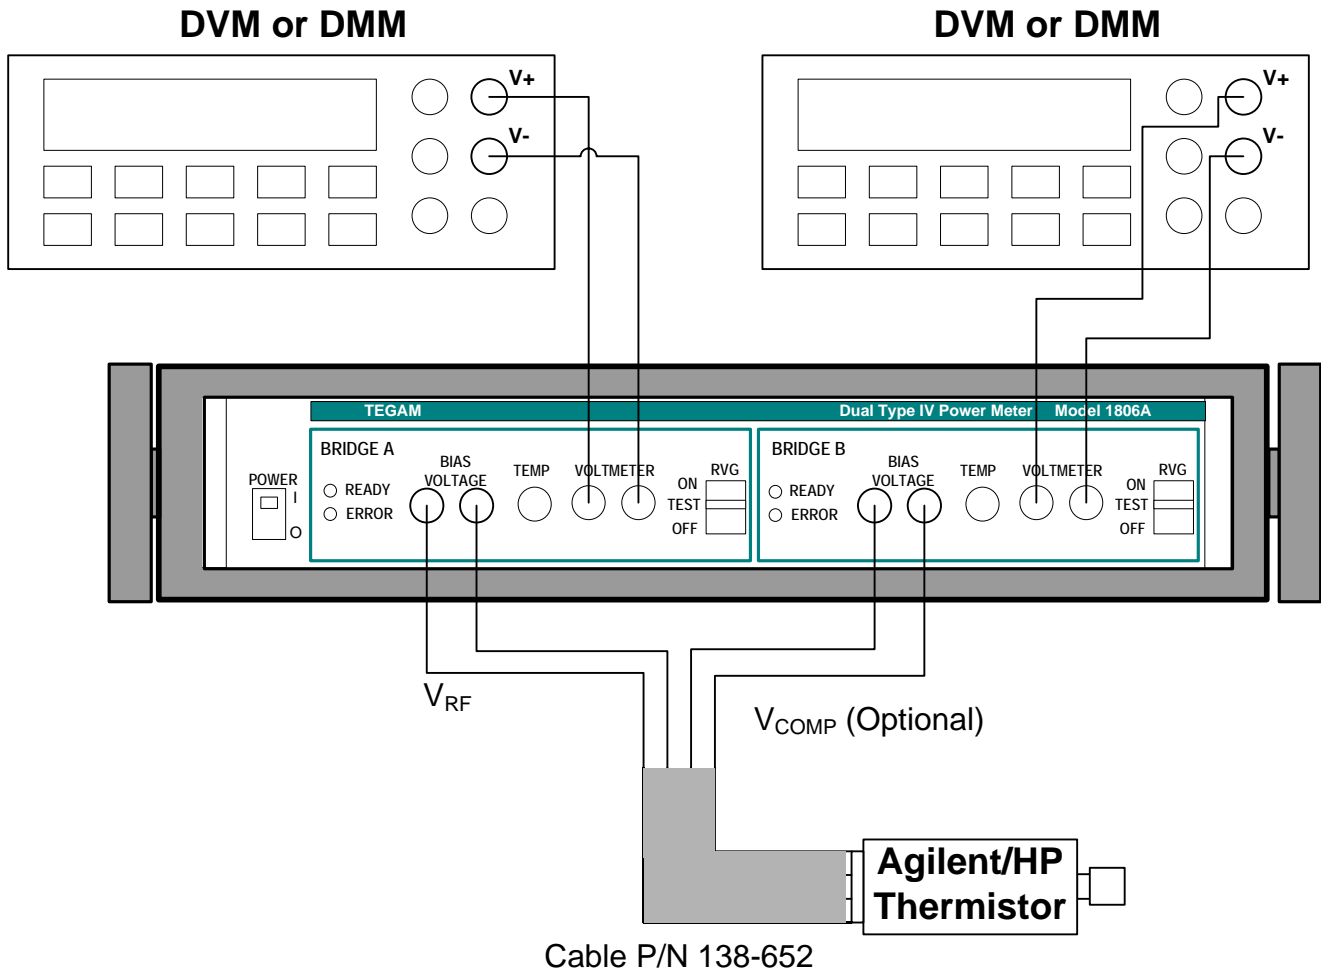 DVM or DMM
DVM or DMM
V+
V-
V+
V-
TEGAM
Dual Type IV Power Meter Model 1806A
POWER
I
O
BRIDGE A
READY
ERROR
BIAS
VOLTAGE
TEMP
VOLTMETER
RVG
ON
TEST
OFF
BRIDGE B
READY
ERROR
BIAS
VOLTAGE
TEMP
VOLTMETER
RVG
ON
TEST
OFF
VRF
VCOMP (Optional)
Agilent/HP
Thermistor
Cable P/N 138-652